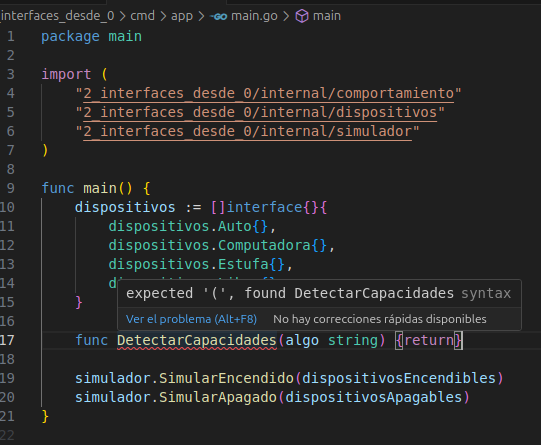 _interfaces_desde_0 > cmd > app > main.go > main
1 package main
2
3 import (
4 "2_interfaces_desde_0/internal/comportamiento"
5 "2_interfaces_desde_0/internal/dispositivos"
6 "2_interfaces_desde_0/internal/simulador"
7 )
8
9 func main() {
10 dispositivos := []interface{}{
11 dispositivos.Auto{},
12 dispositivos.Computadora{},
13 dispositivos.Estufa{},
14
expected '(', found DetectarCapacidades syntax
15 }
Ver el problema (Alt+F8) No hay correcciones rápidas disponibles
16
17 func DetectarCapacidades(algo string) {return}
18
19 simulador.SimularEncendido(dispositivosEncendibles)
20 simulador.SimularApagado(dispositivosApagables)
21 }
22